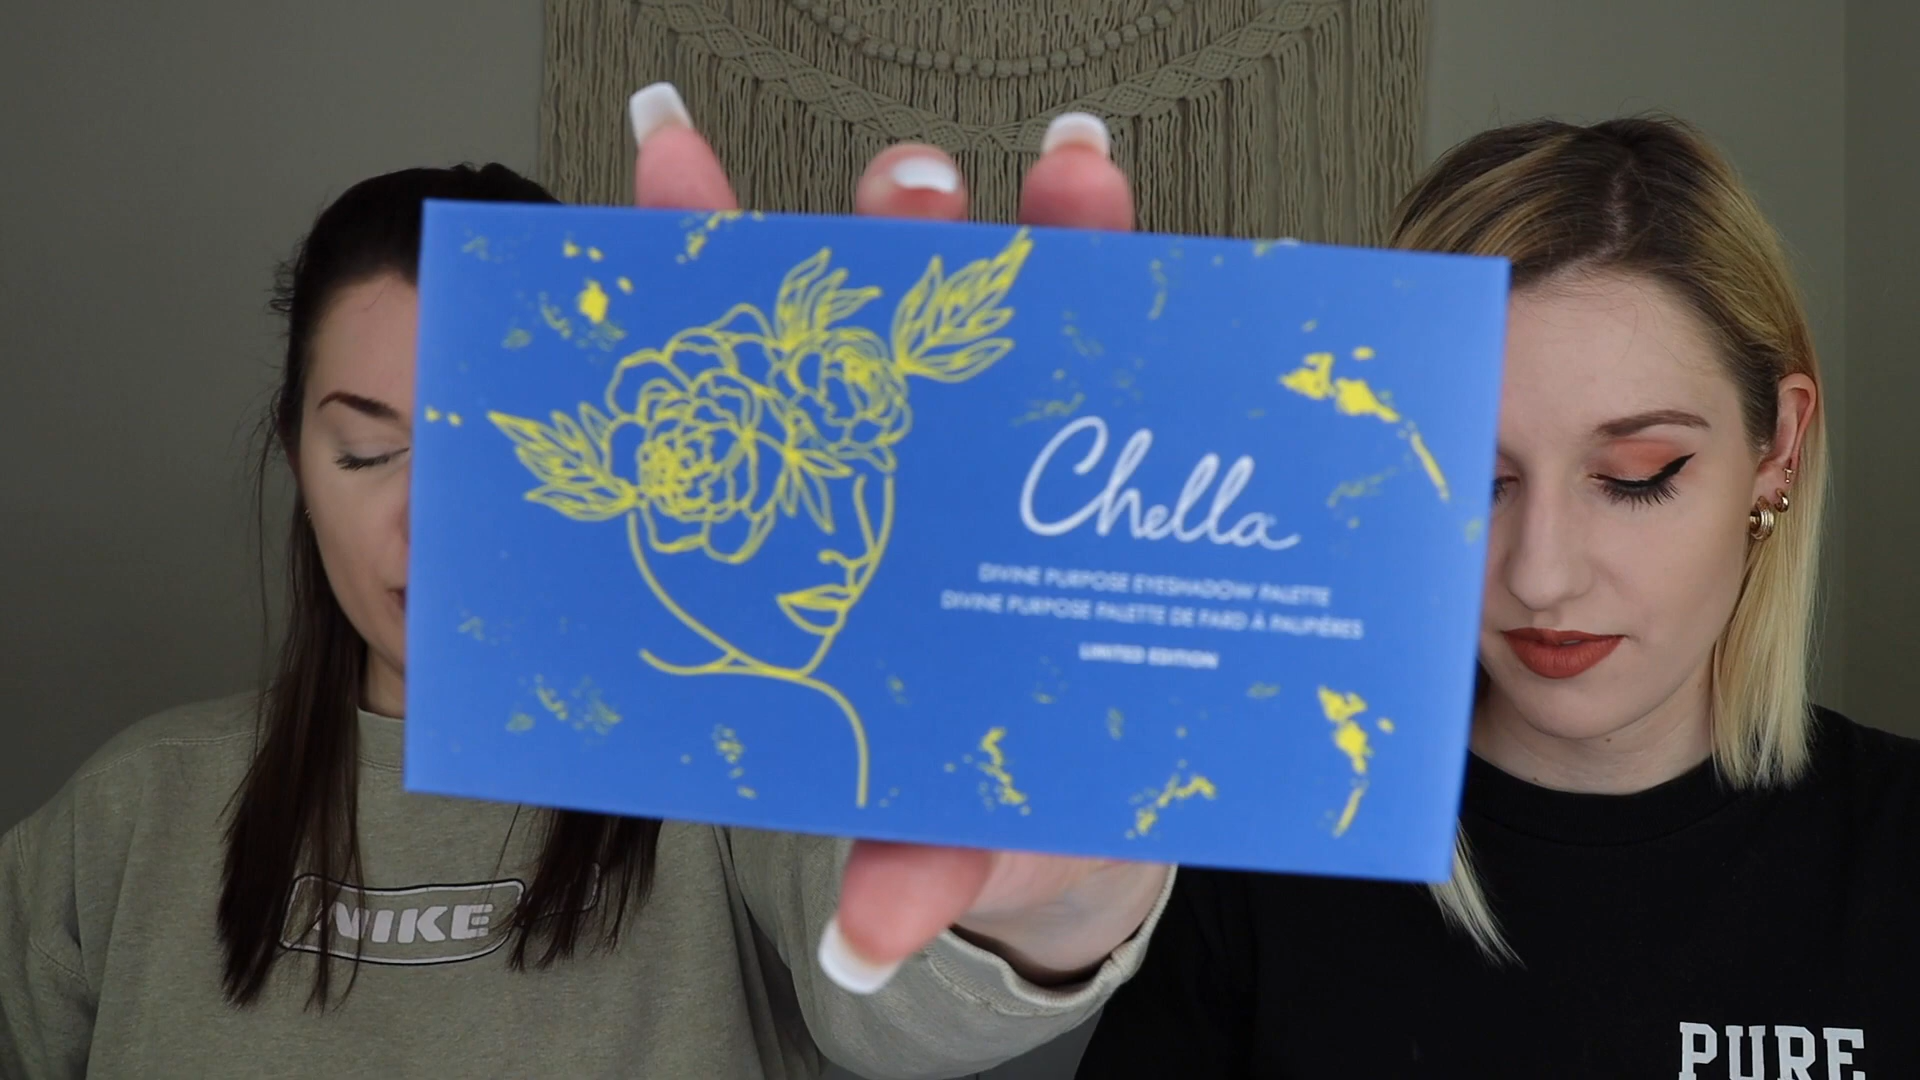 Chella
DIVINE PURPOSE EYESHADOW PALETTE
DIVINE PURPOSE PALETTE DE FARD À PAUPIÈRES
LIMITED EDITION
NIKE
PURE